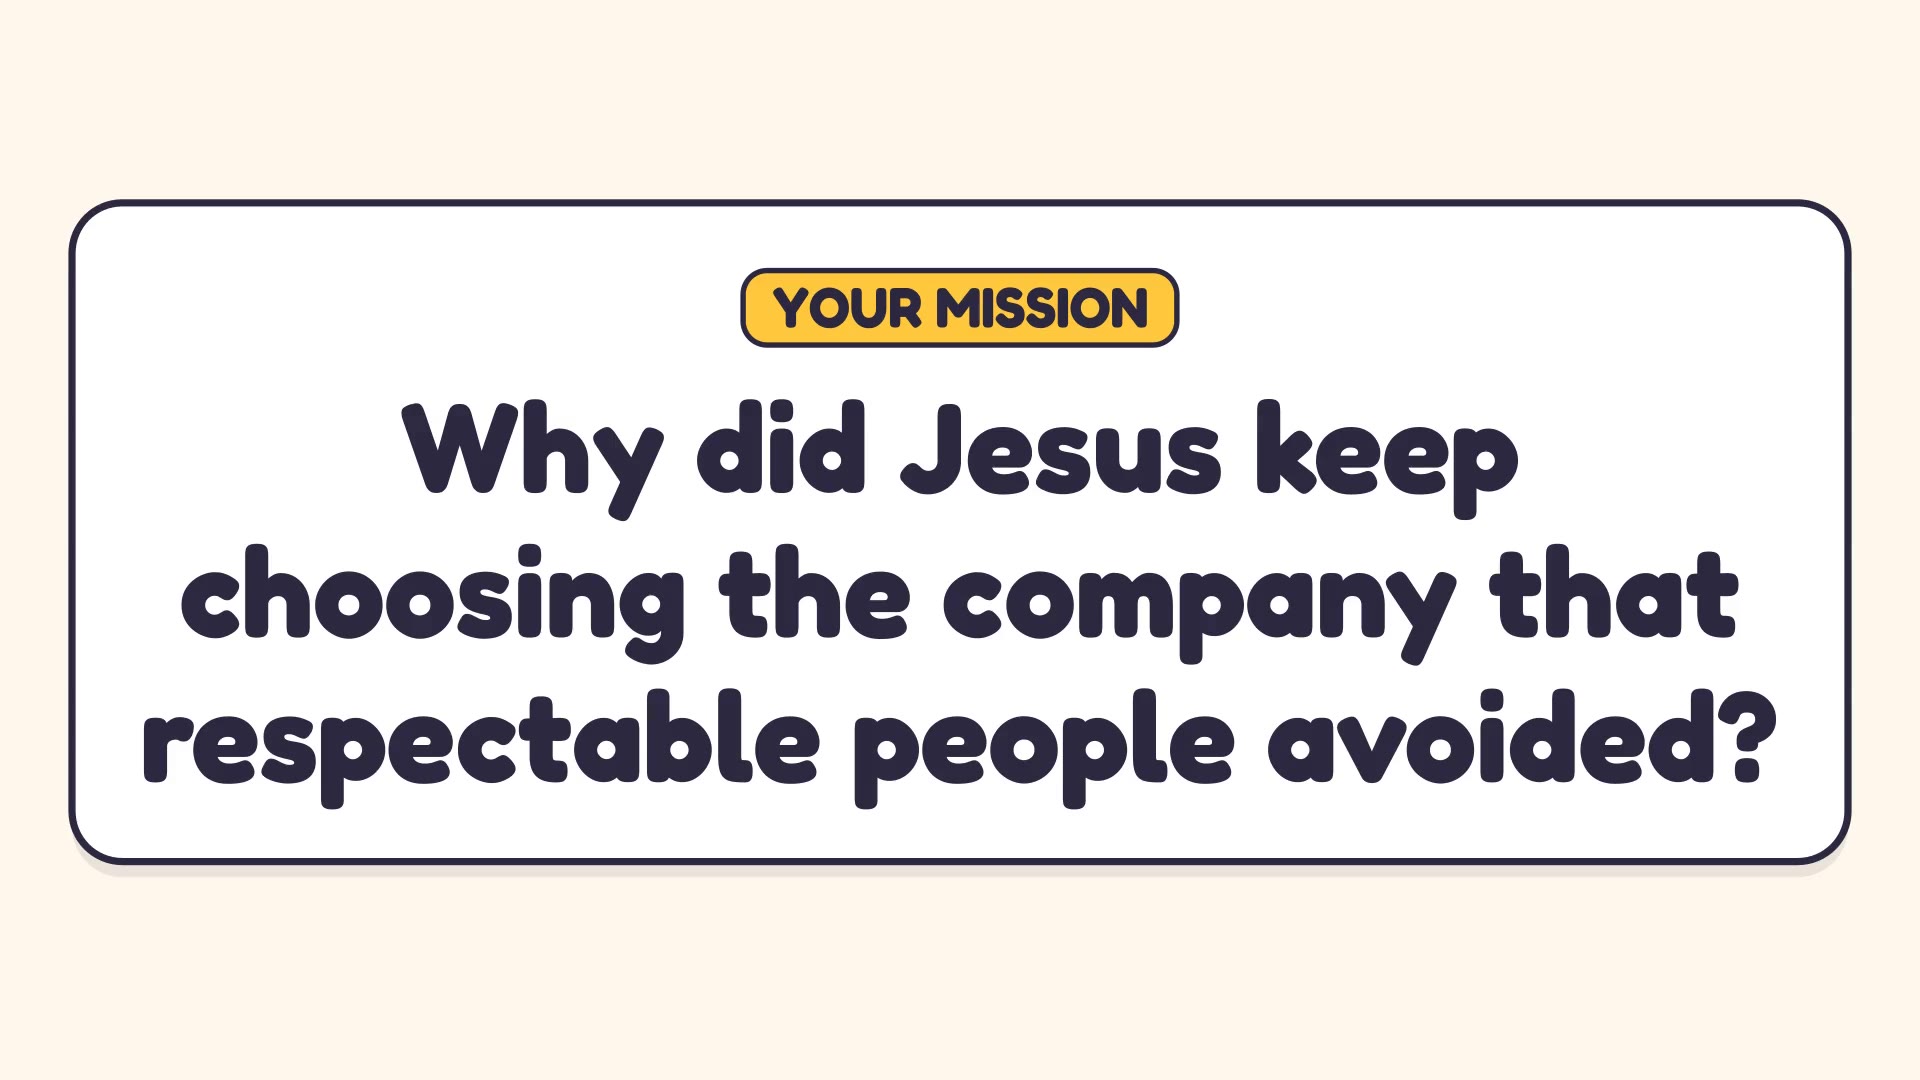 YOUR MISSION
Why did Jesus keep
choosing the company that
respectable people avoided?